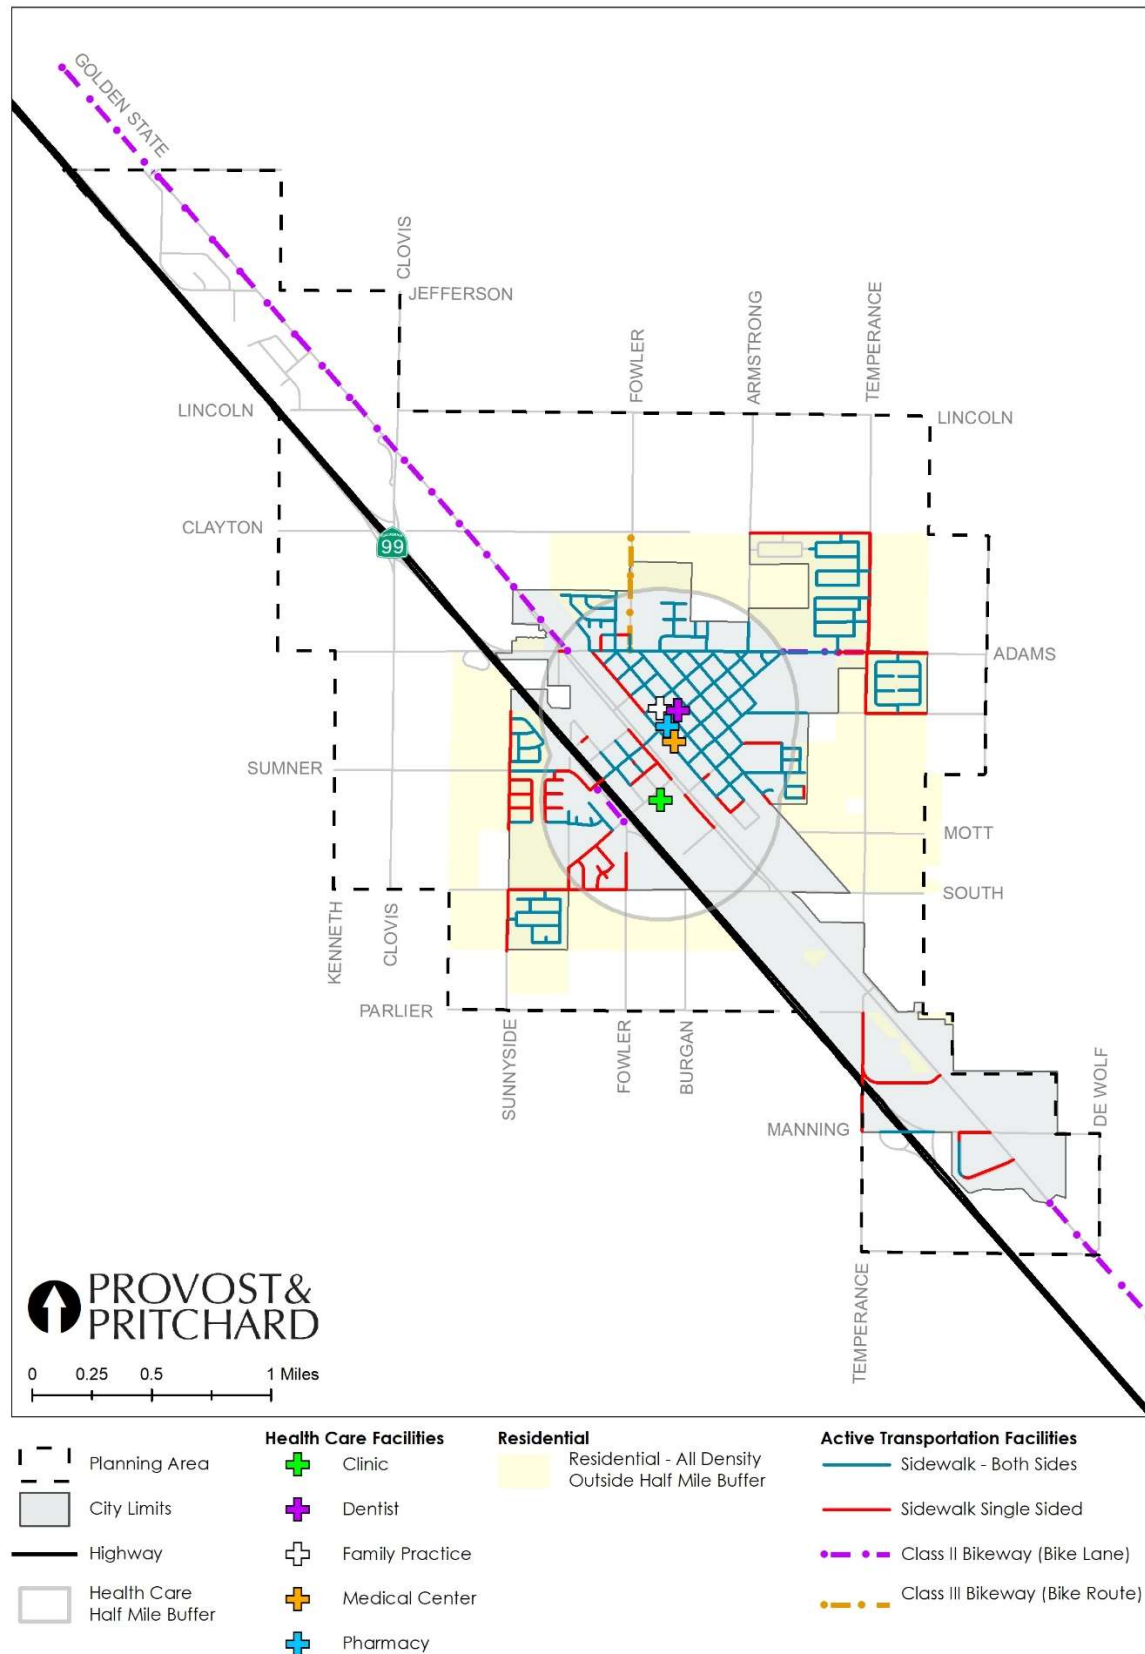 GOLDEN STATE
CLOVIS
JEFFERSON
FOWLER
ARMSTRONG
TEMPERANCE
LINCOLN
LINCOLN
CLAYTON
99
ADAMS
SUMNER
MOTT
SOUTH
KENNETH
CLOVIS
PARLIER
SUNNYSIDE
FOWLER
BURGAN
DE WOLF
MANNING
TEMPERANCE
PROVOST&
PRITCHARD
0 0.25 0.5 1 Miles
Planning Area
City Limits
Highway
Health Care
Half Mile Buffer
Health Care Facilities
Clinic
Dentist
Family Practice
Medical Center
Pharmacy
Residential
Residential - All Density
Outside Half Mile Buffer
Active Transportation Facilities
Sidewalk - Both Sides
Sidewalk Single Sided
Class II Bikeway (Bike Lane)
Class III Bikeway (Bike Route)